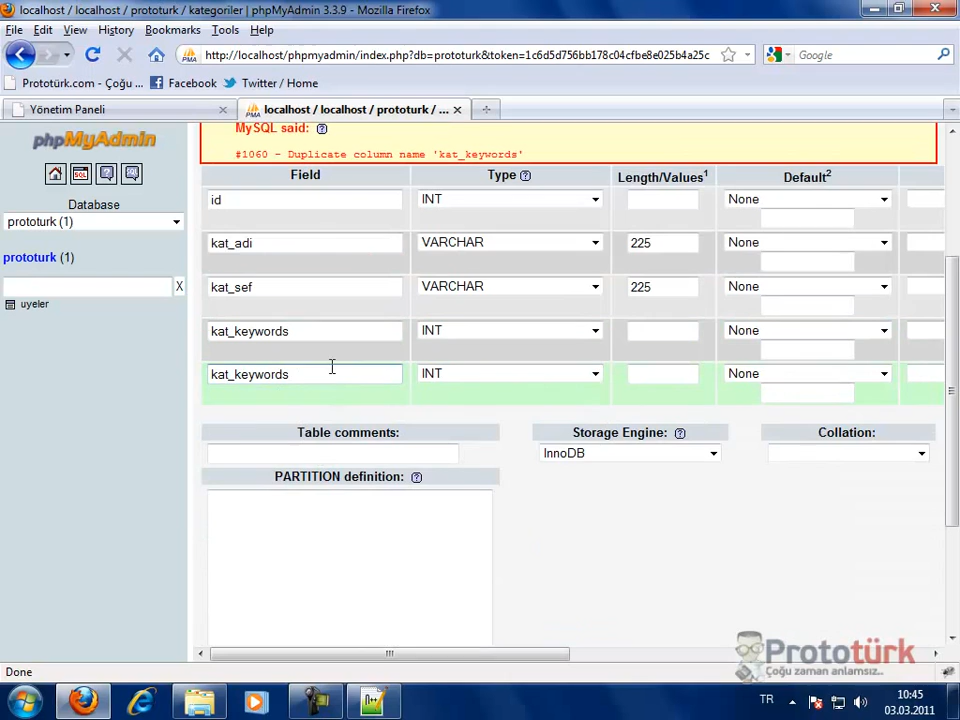 localhost / localhost / prototurk / kategoriler | phpMyAdmin 3.3.9 - Mozilla Firefox
File Edit View History Bookmarks Tools Help
http://localhost/phpmyadmin/index.php?db=prototurk&token=1c6d5d756bb178c04cfbe8e025b4a25c
Google
Prototürk.com - Çoğu ... Facebook Twitter / Home
Yönetim Paneli
localhost / localhost / prototurk / ...
phpMyAdmin
MySQL said:
#1060 - Duplicate column name 'kat_keywords'
SQL
SQL
Database
prototurk (1)
prototurk (1)
X
uyeler
Field Type Length/Values1 Default2
id INT None
kat_adi VARCHAR 225 None
kat_sef VARCHAR 225 None
kat_keywords INT None
kat_keywords INT None
Table comments: Storage Engine: Collation:
InnoDB
PARTITION definition:
Prototürk
Çoğu zaman anlamsız...
Done
TR
10:45
03.03.2011